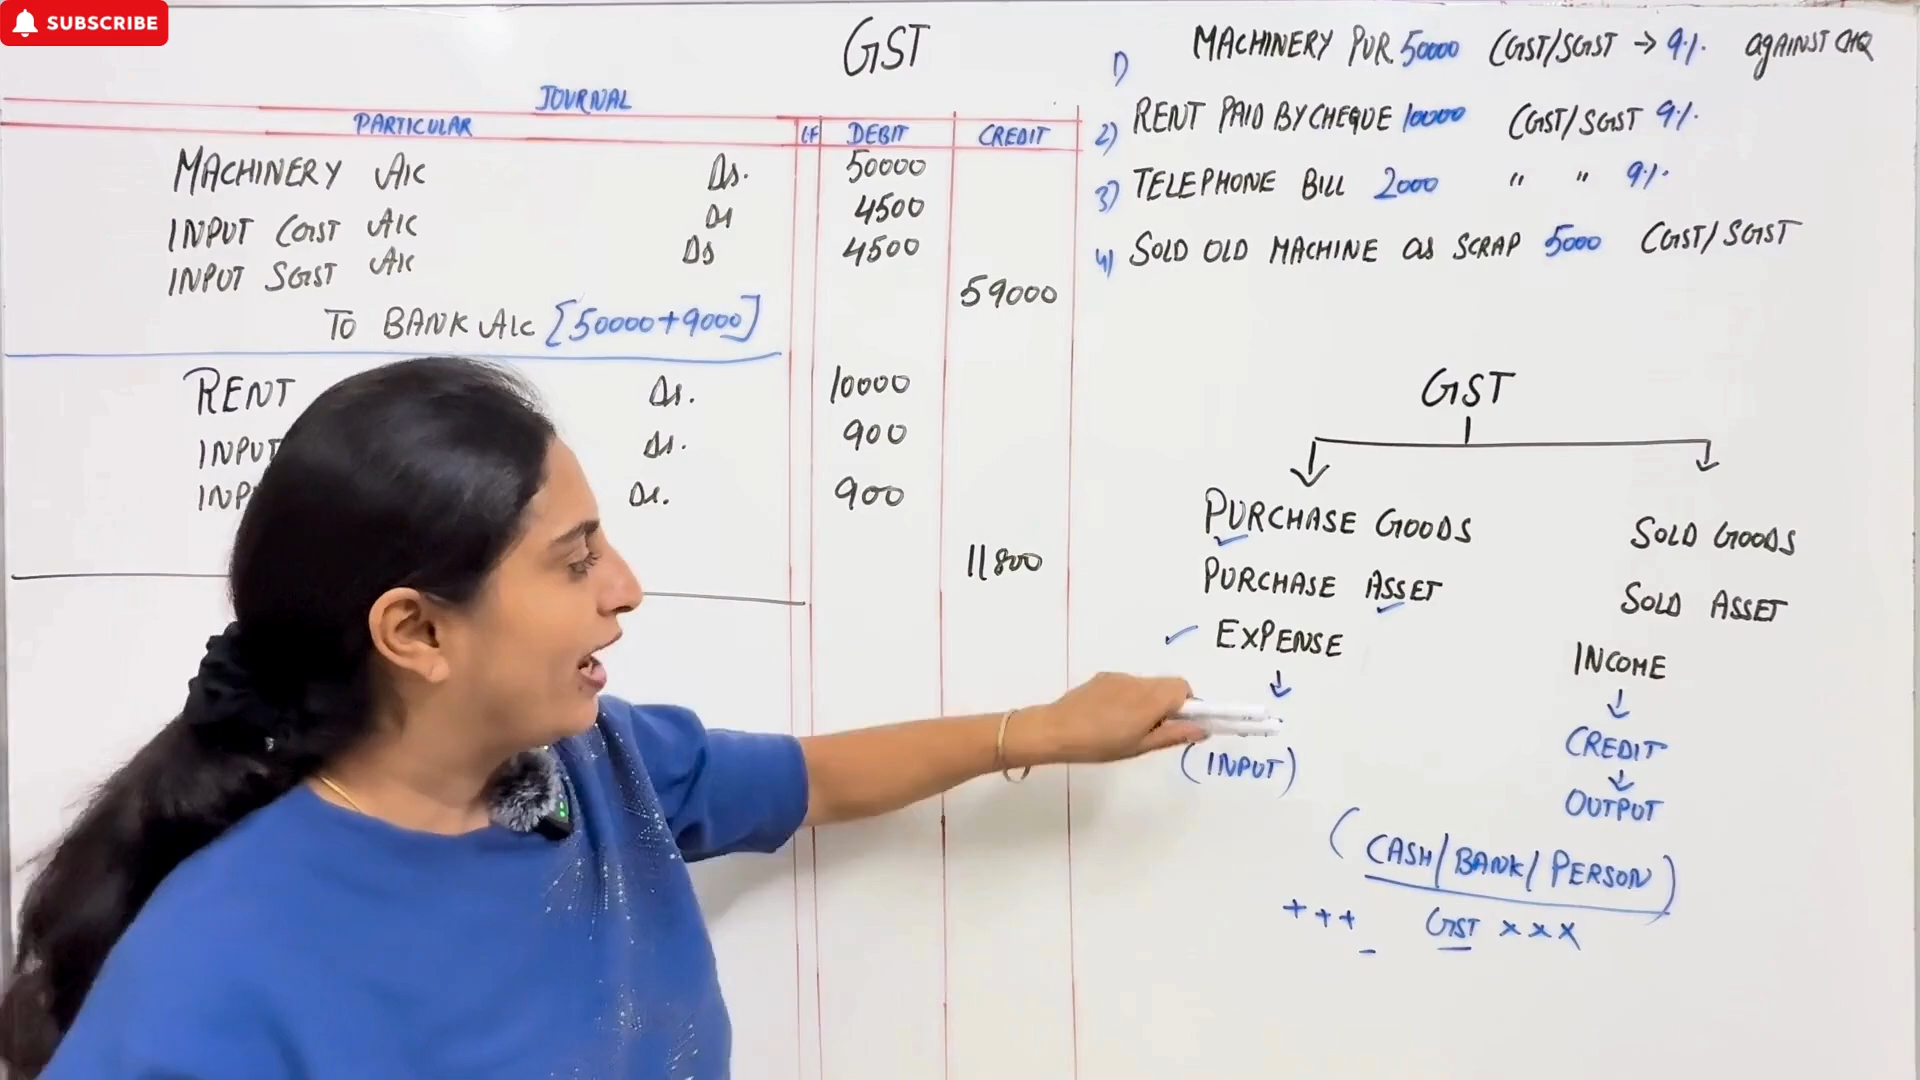 SUBSCRIBE
GST
JOURNAL
PARTICULAR LF DEBIT CREDIT
MACHINERY A/C Dr. 50000
INPUT CGST A/C Dr 4500
INPUT SGST A/C Dr 4500
59000
TO BANK A/C [50000+9000]
RENT Dr. 10000
INPUT Dr. 900
INP Dr. 900
11800
1) MACHINERY PUR 50000 CGST/SGST → 9% against CHQ
2) RENT PAID BY CHEQUE 10000 CGST/SGST 9%
3) TELEPHONE BILL 2000 " " 9%
4) SOLD OLD MACHINE as SCRAP 5000 CGST/SGST
GST
PURCHASE GOODS
PURCHASE ASSET
✓ EXPENSE
↓
(INPUT)
SOLD GOODS
SOLD ASSET
INCOME
↓
CREDIT
↓
OUTPUT
(CASH/BANK/PERSON)
+++ GST xxx